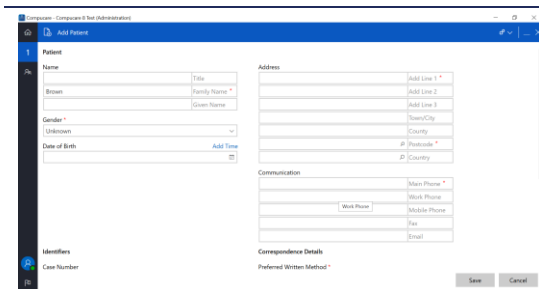 Compucare - Compucare 8 Test (Administration)
Add Patient
1
Patient
Name
Title
Brown
Family Name *
Given Name
Gender *
Unknown
Date of Birth
Add Time
Address
Add Line 1 *
Add Line 2
Add Line 3
Town/City
County
Postcode *
Country
Communication
Main Phone *
Work Phone
Work Phone
Mobile Phone
Fax
Email
Identifiers
Case Number
Correspondence Details
Preferred Written Method *
Save
Cancel